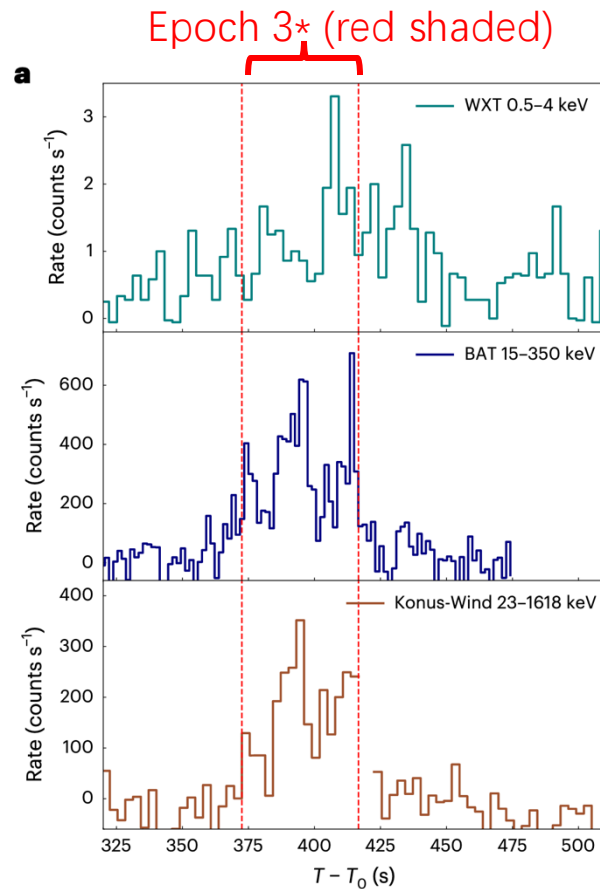 Epoch 3* (red shaded)
a
WXT 0.5–4 keV
3
2
1
0
Rate (counts s⁻¹)
BAT 15–350 keV
600
400
200
0
Rate (counts s⁻¹)
Konus-Wind 23–1618 keV
400
300
200
100
0
Rate (counts s⁻¹)
325 350 375 400 425 450 475 500
T − T₀ (s)